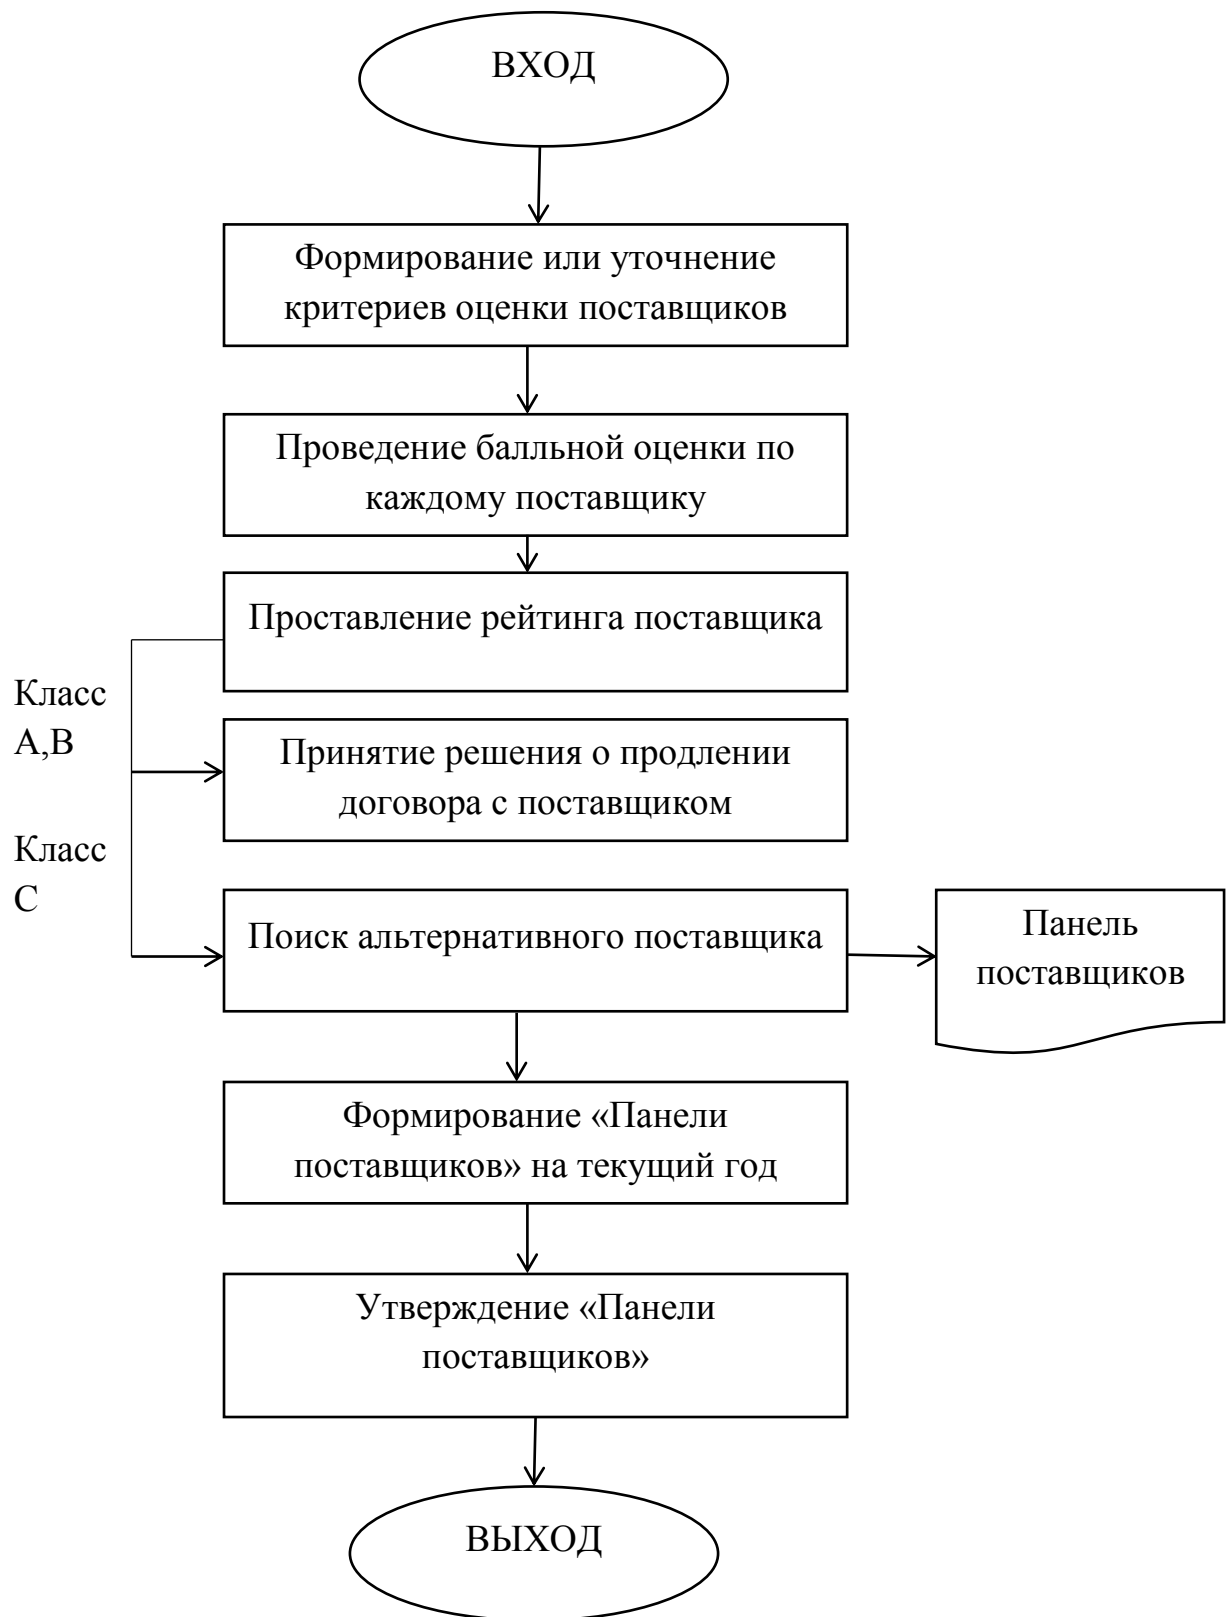 ВХОД
Формирование или уточнение
критериев оценки поставщиков
Проведение балльной оценки по
каждому поставщику
Проставление рейтинга поставщика
Класс
А,В
Принятие решения о продлении
договора с поставщиком
Класс
С
Поиск альтернативного поставщика
Панель
поставщиков
Формирование «Панели
поставщиков» на текущий год
Утверждение «Панели
поставщиков»
ВЫХОД